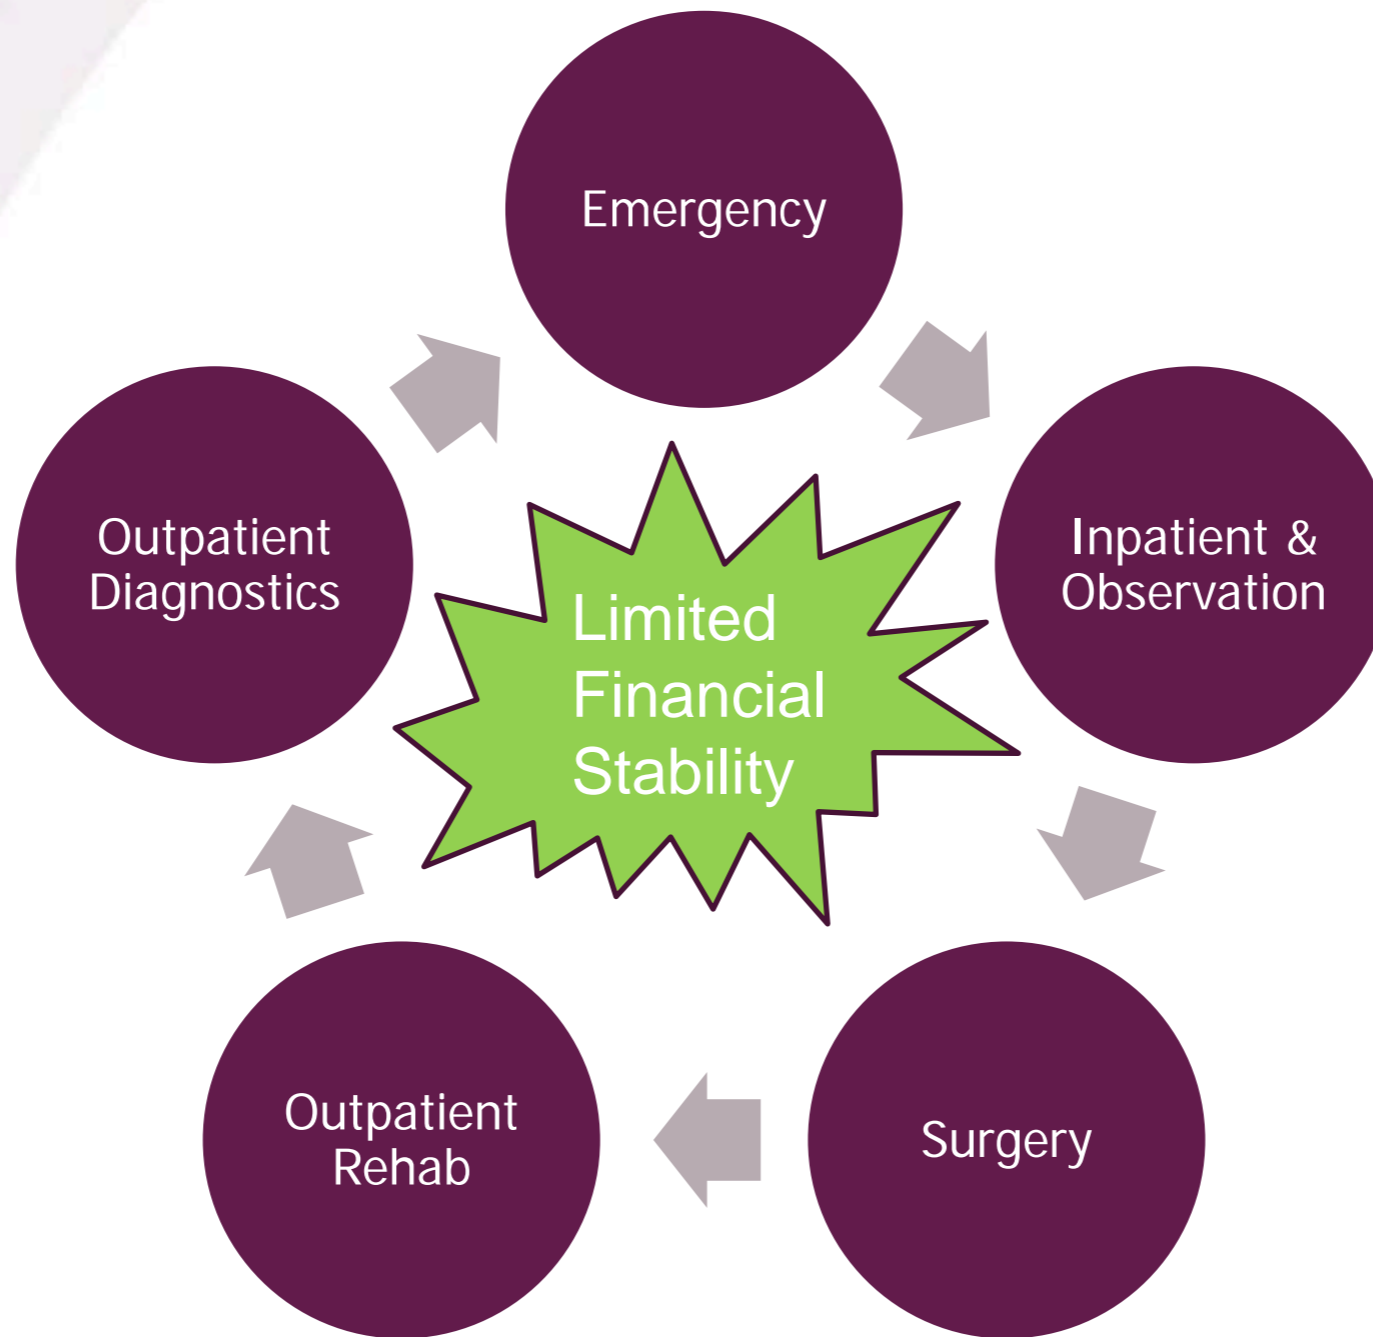 Emergency
Outpatient
Diagnostics
Inpatient &
Observation
Limited
Financial
Stability
Outpatient
Rehab
Surgery